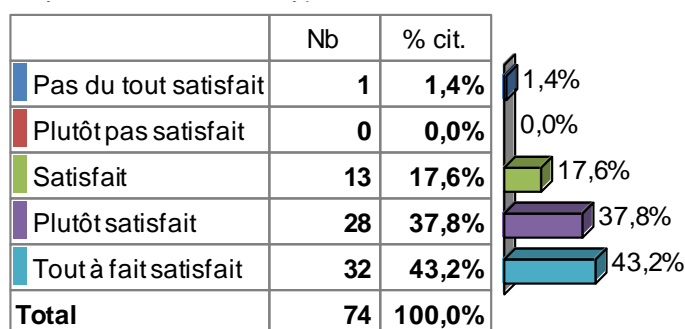 Nb % cit.
Pas du tout satisfait 1 1,4% 1,4%
Plutôt pas satisfait 0 0,0% 0,0%
Satisfait 13 17,6% 17,6%
Plutôt satisfait 28 37,8% 37,8%
Tout à fait satisfait 32 43,2% 43,2%
Total 74 100,0%